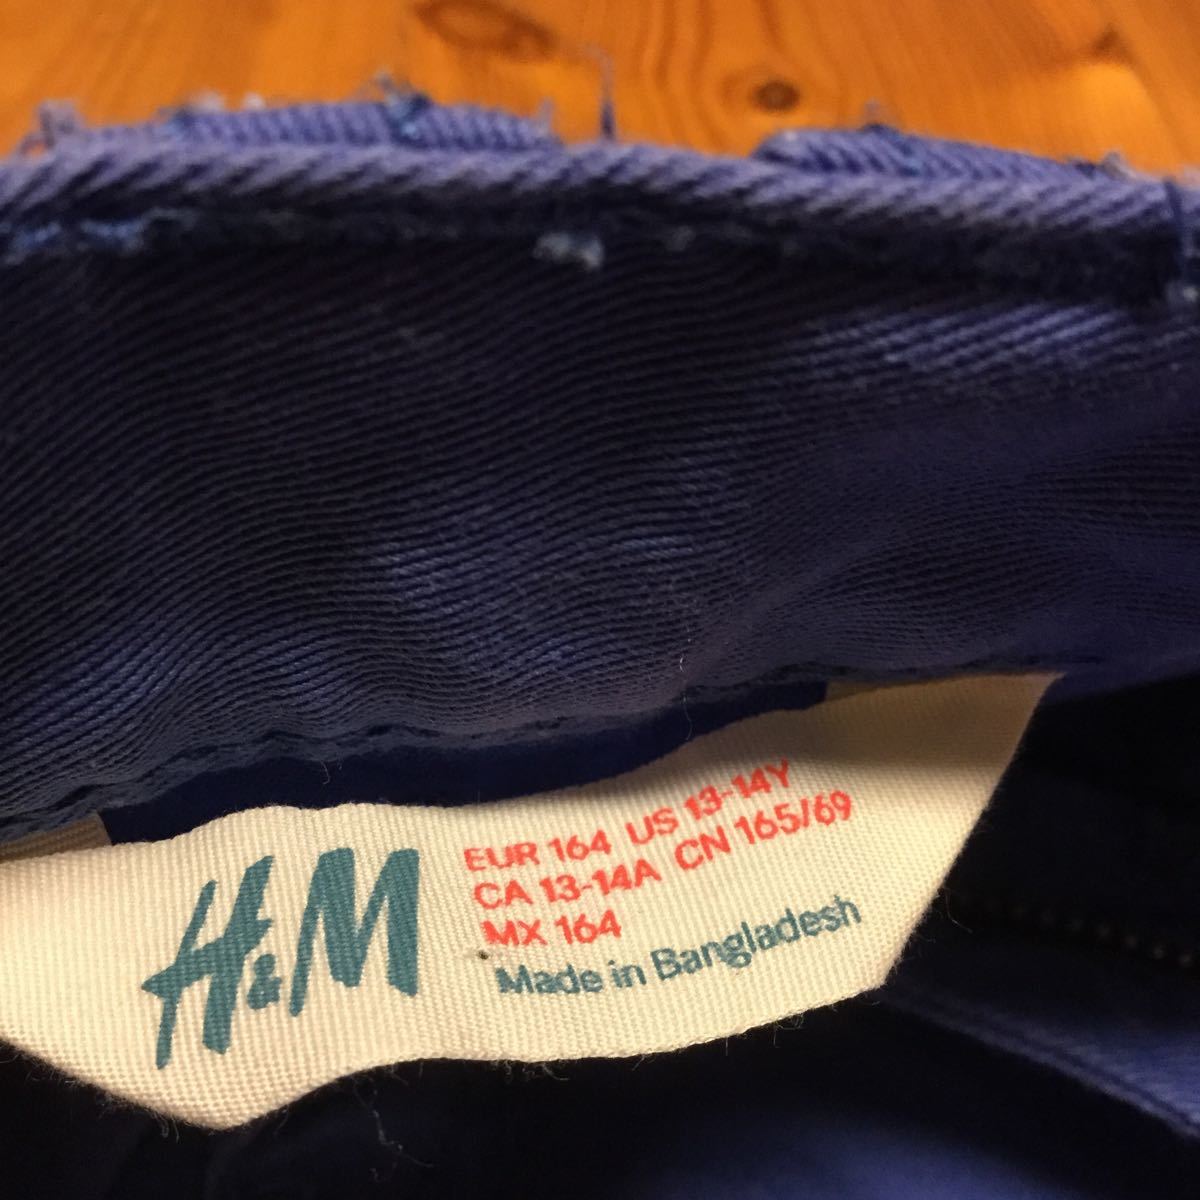 H&M
EUR 164 US 13-14Y
CA 13-14A CN 165/69
MX 164
Made in Bangladesh